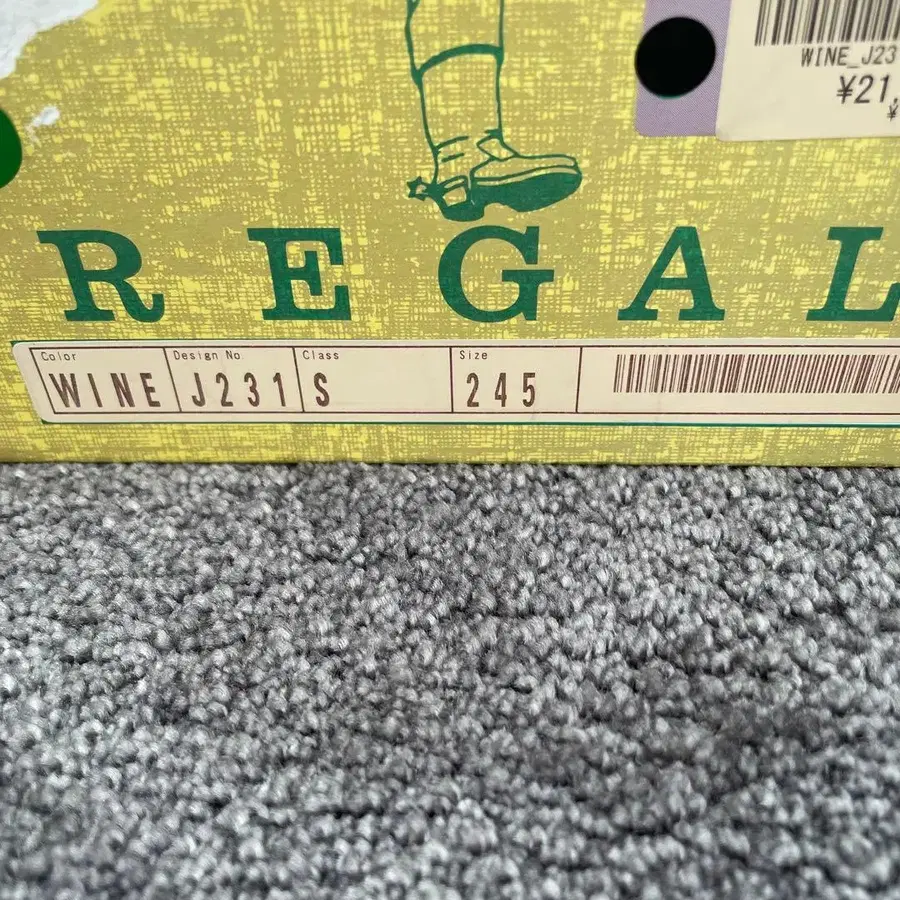 WINE_J23
¥21,
¥
REGAL
Color Design No Class Size
WINE J231 S 245